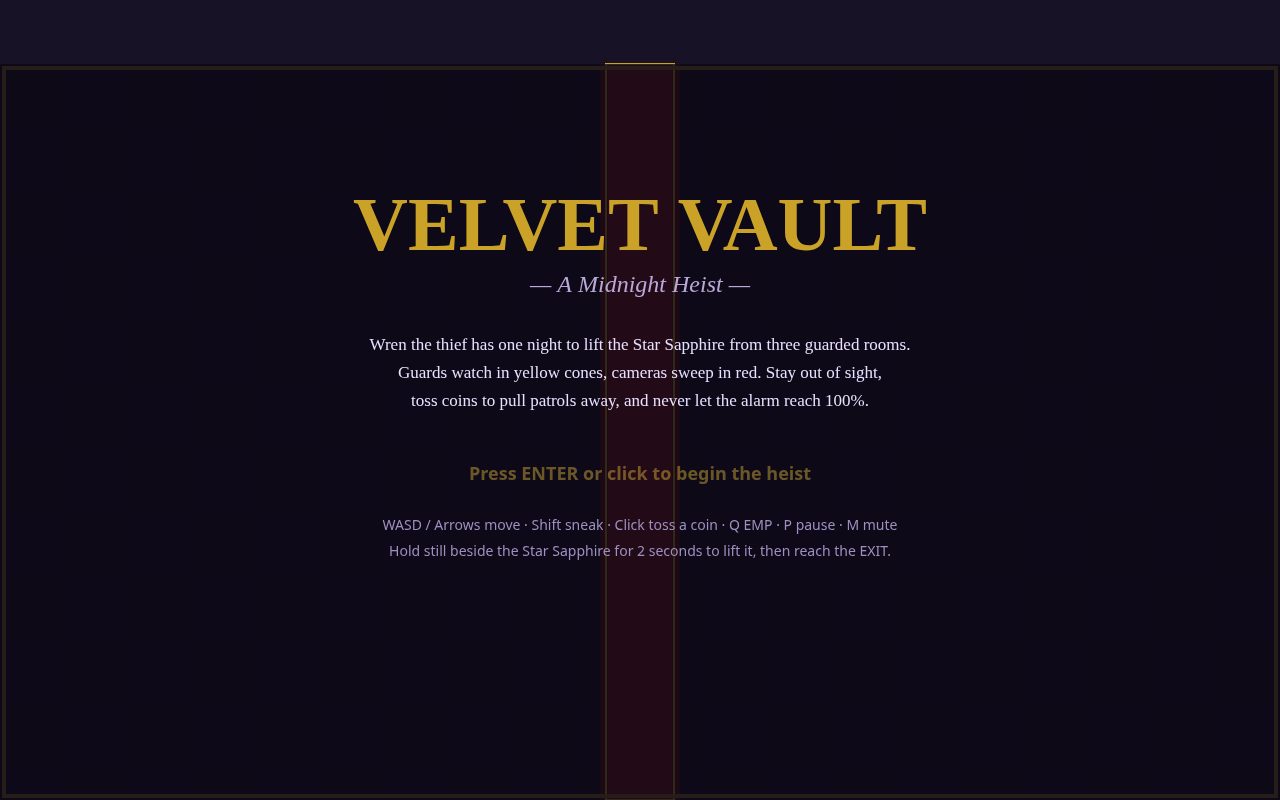 VELVET VAULT
— A Midnight Heist —
Wren the thief has one night to lift the Star Sapphire from three guarded rooms.
Guards watch in yellow cones, cameras sweep in red. Stay out of sight,
toss coins to pull patrols away, and never let the alarm reach 100%.
Press ENTER or click to begin the heist
WASD / Arrows move · Shift sneak · Click toss a coin · Q EMP · P pause · M mute
Hold still beside the Star Sapphire for 2 seconds to lift it, then reach the EXIT.